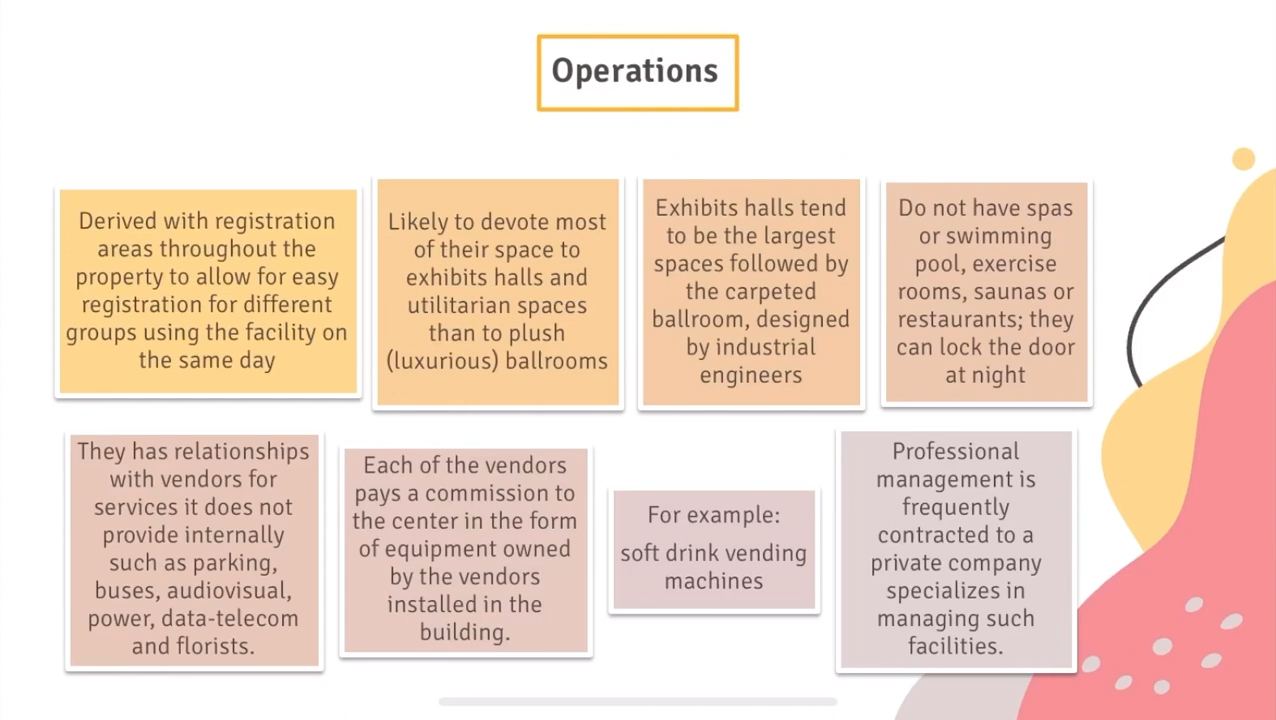 Operations
Derived with registration
areas throughout the
property to allow for easy
registration for different
groups using the facility on
the same day
Likely to devote most
of their space to
exhibits halls and
utilitarian spaces
than to plush
(luxurious) ballrooms
Exhibits halls tend
to be the largest
spaces followed by
the carpeted
ballroom, designed
by industrial
engineers
Do not have spas
or swimming
pool, exercise
rooms, saunas or
restaurants; they
can lock the door
at night
They has relationships
with vendors for
services it does not
provide internally
such as parking,
buses, audiovisual,
power, data-telecom
and florists.
Each of the vendors
pays a commission to
the center in the form
of equipment owned
by the vendors
installed in the
building.
For example:
soft drink vending
machines
Professional
management is
frequently
contracted to a
private company
specializes in
managing such
facilities.